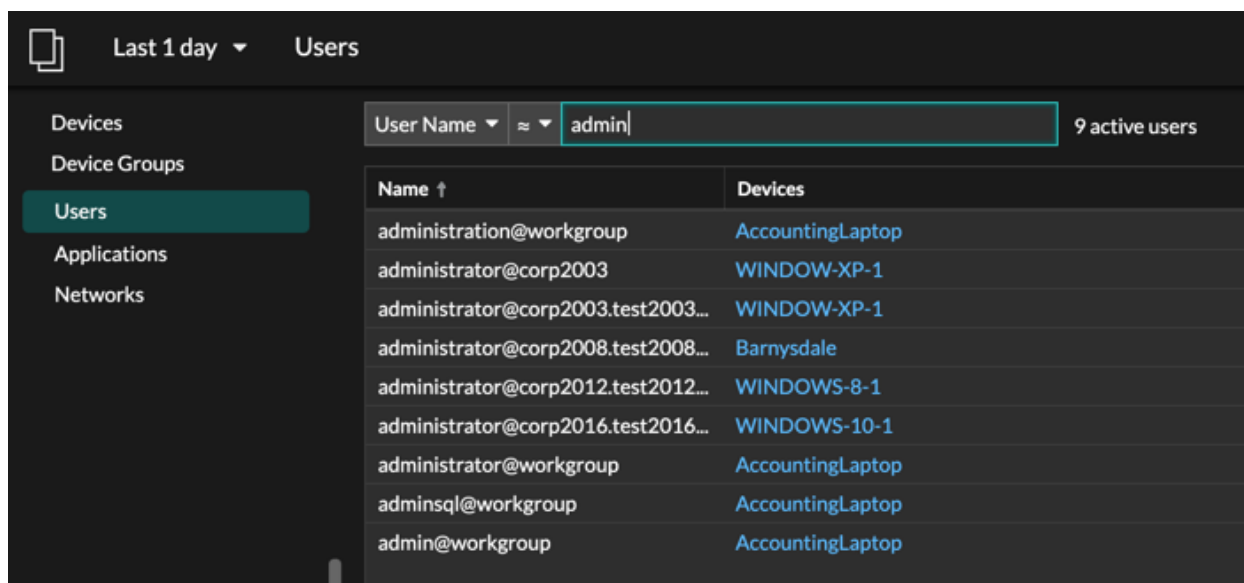 Last 1 day Users
Devices
Device Groups
Users
Applications
Networks
User Name ≈ admin 9 active users
Name ↑ Devices
administration@workgroup AccountingLaptop
administrator@corp2003 WINDOW-XP-1
administrator@corp2003.test2003... WINDOW-XP-1
administrator@corp2008.test2008... Barnysdale
administrator@corp2012.test2012... WINDOWS-8-1
administrator@corp2016.test2016... WINDOWS-10-1
administrator@workgroup AccountingLaptop
adminsql@workgroup AccountingLaptop
admin@workgroup AccountingLaptop